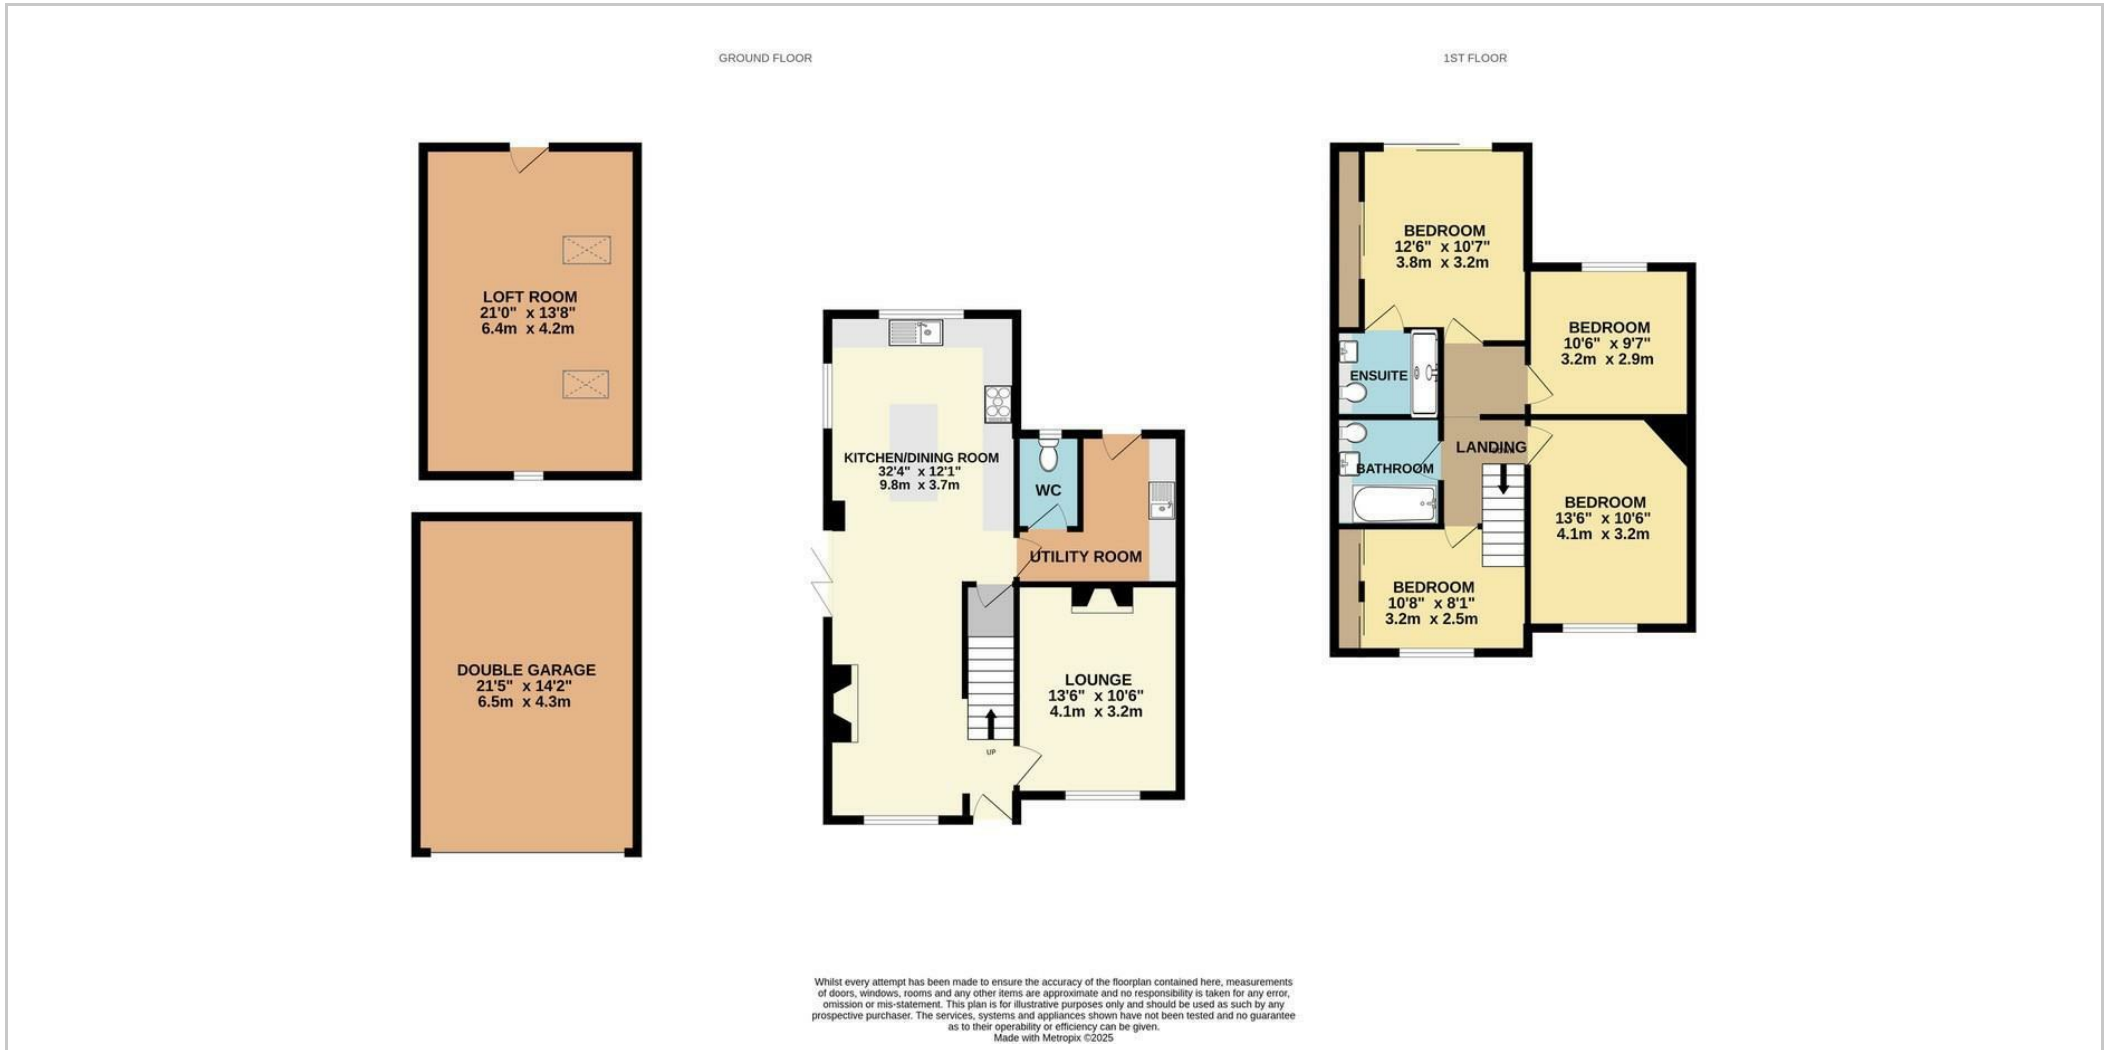 GROUND FLOOR
1ST FLOOR
LOFT ROOM
21'0" x 13'8"
6.4m x 4.2m
DOUBLE GARAGE
21'5" x 14'2"
6.5m x 4.3m
KITCHEN/DINING ROOM
32'4" x 12'1"
9.8m x 3.7m
WC
UTILITY ROOM
LOUNGE
13'6" x 10'6"
4.1m x 3.2m
UP
BEDROOM
12'6" x 10'7"
3.8m x 3.2m
BEDROOM
10'6" x 9'7"
3.2m x 2.9m
ENSUITE
LANDING
BATHROOM
BEDROOM
13'6" x 10'6"
4.1m x 3.2m
BEDROOM
10'8" x 8'1"
3.2m x 2.5m
Whilst every attempt has been made to ensure the accuracy of the floorplan contained here, measurements
of doors, windows, rooms and any other items are approximate and no responsibility is taken for any error,
omission or mis-statement. This plan is for illustrative purposes only and should be used as such by any
prospective purchaser. The services, systems and appliances shown have not been tested and no guarantee
as to their operability or efficiency can be given.
Made with Metropix ©2025